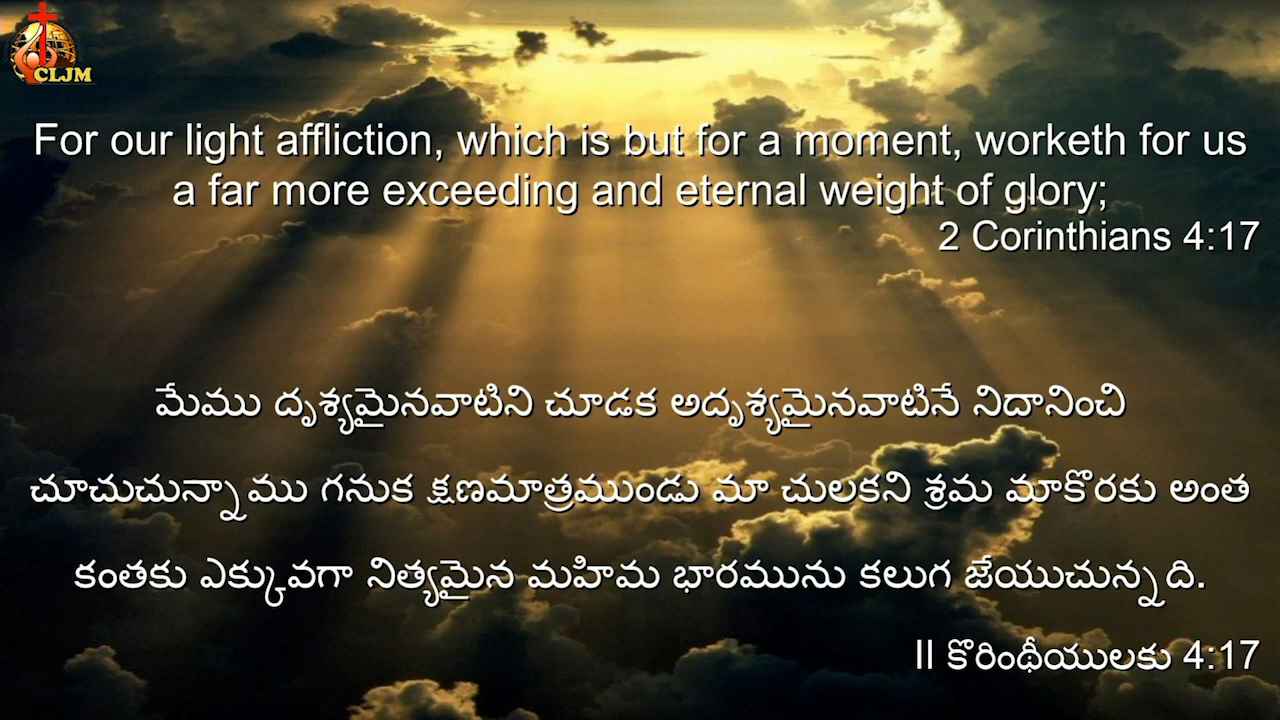 CLJM
For our light affliction, which is but for a moment, worketh for us
a far more exceeding and eternal weight of glory;
2 Corinthians 4:17
మేము దృశ్యమైనవాటిని చూడక అదృశ్యమైనవాటినే నిదానించి
చూచుచున్నాము గనుక క్షణమాత్రముండు మా చులకని శ్రమ మాకొరకు అంత
కంతకు ఎక్కువగా నిత్యమైన మహిమ భారమును కలుగ జేయుచున్నది.
II కొరింథీయులకు 4:17